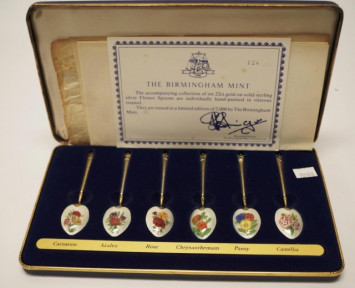 124
THE BIRMINGHAM MINT
The accompanying collection of six 22ct gold on solid sterling
silver Flower Spoons are individually hand painted in vitreous
enamel
They are issued in a limited edition of 2,000 by The Birmingham
Mint.
Carnation Azalea Rose Chrysanthemum Pansy Camellia